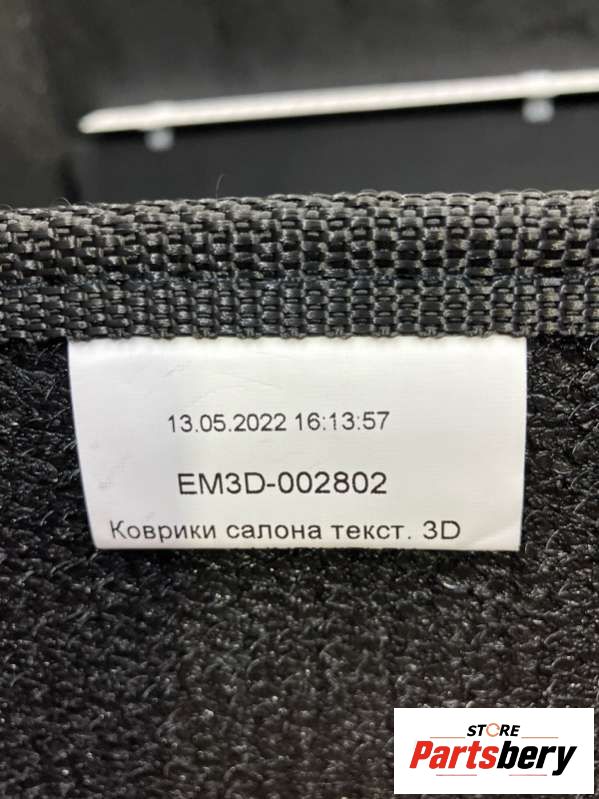 13.05.2022 16:13:57
EM3D-002802
Коврики салона текст. 3D
STORE
Partsbery